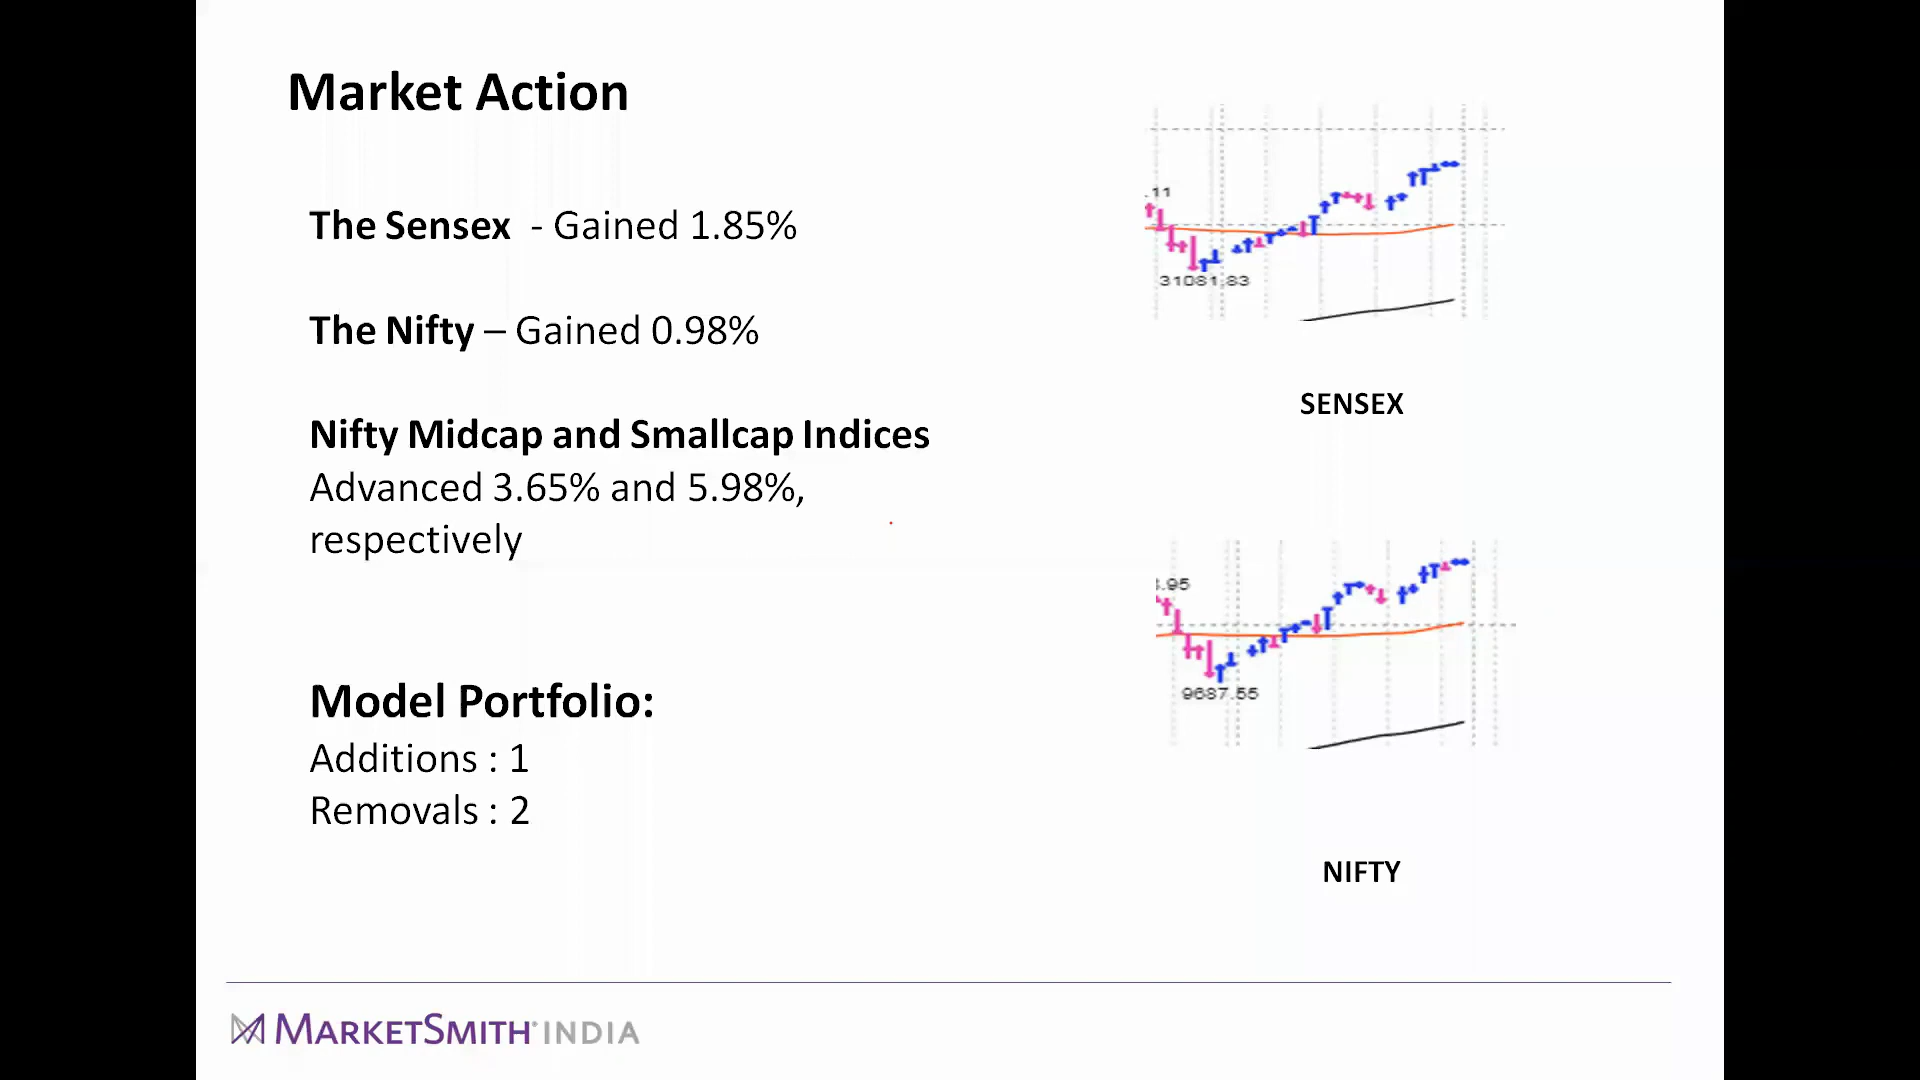 Market Action
The Sensex - Gained 1.85%
The Nifty – Gained 0.98%
Nifty Midcap and Smallcap Indices
Advanced 3.65% and 5.98%,
respectively
Model Portfolio:
Additions : 1
Removals : 2
.11
31081.83
SENSEX
.95
9687.55
NIFTY
MARKETSMITH INDIA